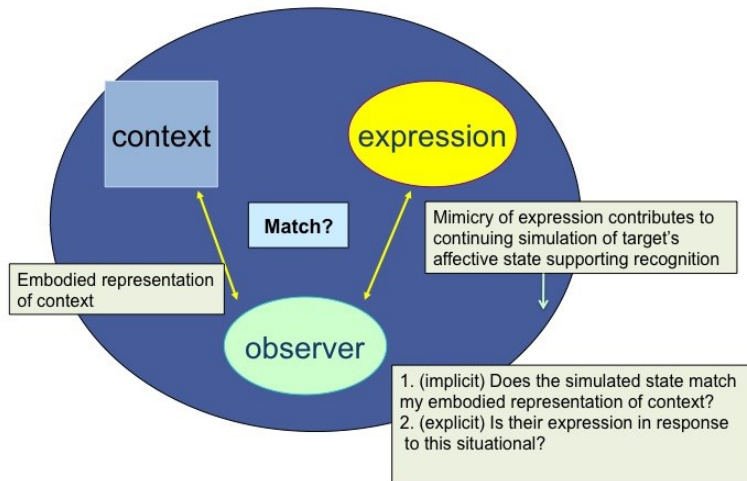 context
expression
Match?
Mimicry of expression contributes to
continuing simulation of target's
affective state supporting recognition
Embodied representation
of context
observer
1. (implicit) Does the simulated state match
my embodied representation of context?
2. (explicit) Is their expression in response
to this situational?